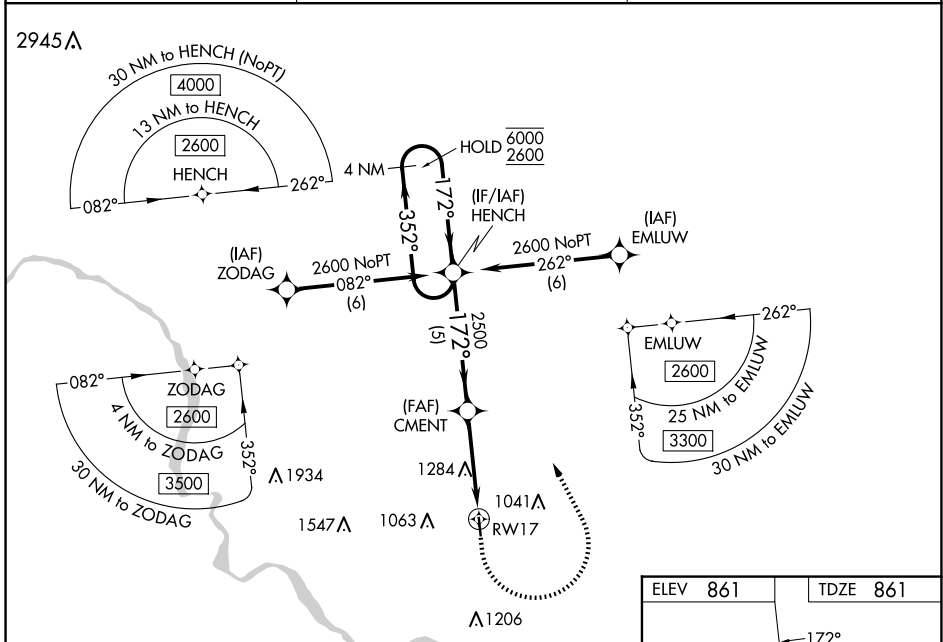 2945
30 NM to HENCH (NoPT)
4000
13 NM to HENCH
2600
HENCH
082°
262°
HOLD 6000
2600
4 NM
172°
352°
(IF/IAF)
HENCH
(IAF)
EMLUW
(IAF)
ZODAG
2600 NoPT
082°
(6)
2600 NoPT
262°
(6)
2500
172°
(5)
082°
ZODAG
2600
4 NM to ZODAG
3500
30 NM to ZODAG
352°
262°
EMLUW
2600
25 NM to EMLUW
3300
30 NM to EMLUW
352°
(FAF)
CMENT
1934
1284
1041
1547
1063
RW17
1206
ELEV 861
TDZE 861
172°